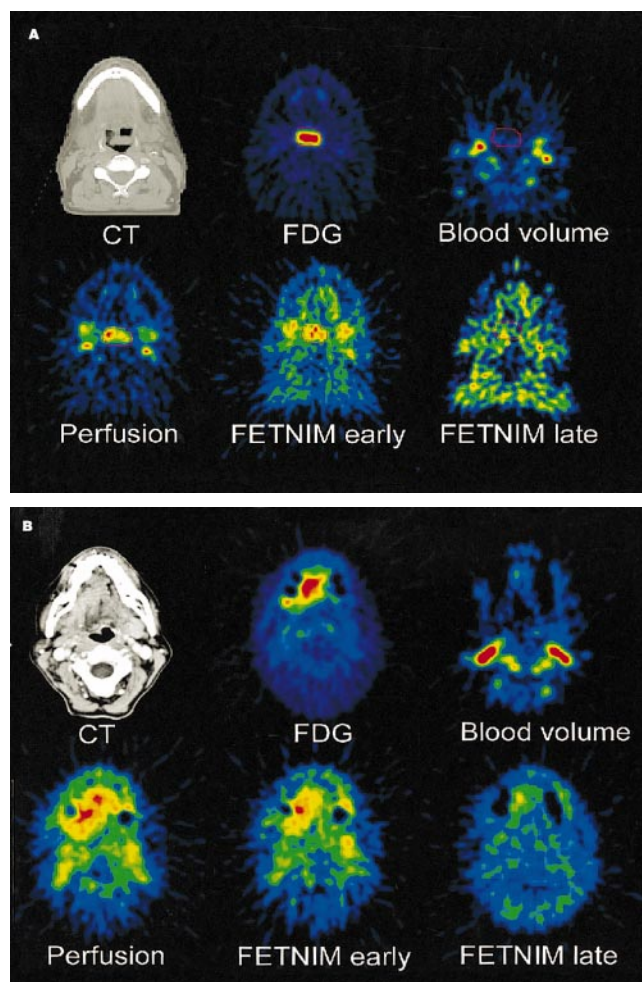 A
CT
FDG
Blood volume
Perfusion
FETNIM early
FETNIM late
B
CT
FDG
Blood volume
Perfusion
FETNIM early
FETNIM late